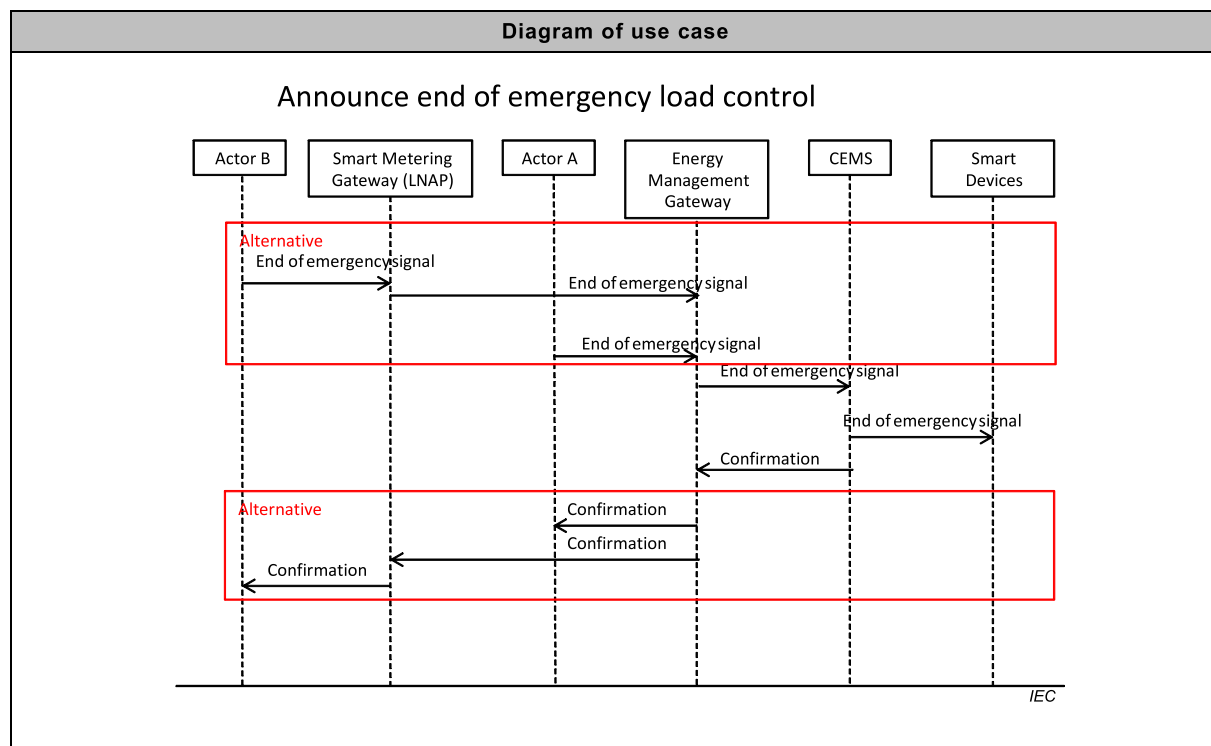 Diagram of use case
Announce end of emergency load control
Actor B
Smart Metering
Gateway (LNAP)
Actor A
Energy
Management
Gateway
CEMS
Smart
Devices
Alternative
End of emergency signal
End of emergency signal
End of emergency signal
End of emergency signal
End of emergency signal
Confirmation
Alternative
Confirmation
Confirmation
Confirmation
IEC